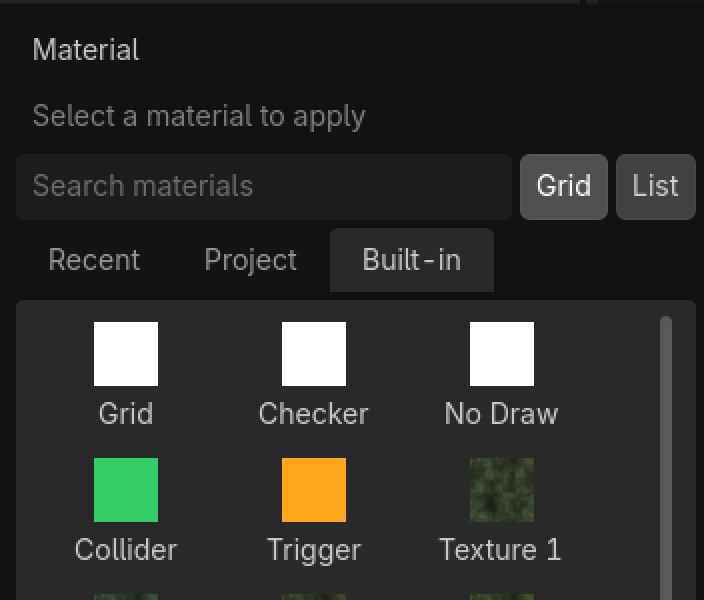 Material
Select a material to apply
Search materials Grid List
Recent Project Built-in
Grid Checker No Draw
Collider Trigger Texture 1